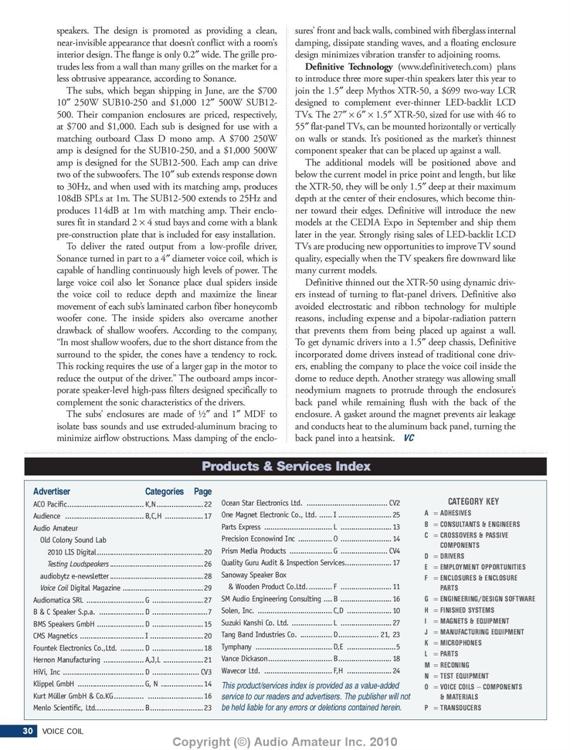 speakers. The design is promoted as providing a clean,
near-invisible appearance that doesn't conflict with a room's
interior design. The flange is only 0.2″ wide. The grille pro-
trudes less from a wall than many grilles on the market for a
less obtrusive appearance, according to Sonance.
The subs, which began shipping in June, are the $700
10″ 250W SUB10-250 and $1,000 12″ 500W SUB12-
500. Their companion enclosures are priced, respectively,
at $700 and $1,000. Each sub is designed for use with a
matching outboard Class D mono amp. A $700 250W
amp is designed for the SUB10-250, and a $1,000 500W
amp is designed for the SUB12-500. Each amp can drive
two of the subwoofers. The 10″ sub extends response down
to 30Hz, and when used with its matching amp, produces
108dB SPLs at 1m. The SUB12-500 extends to 25Hz and
produces 114dB at 1m with matching amp. Their enclo-
sures fit in standard 2 × 4 stud bays and come with a blank
pre-construction plate that is included for easy installation.
To deliver the rated output from a low-profile driver,
Sonance turned in part to a 4″ diameter voice coil, which is
capable of handling continuously high levels of power. The
large voice coil also let Sonance place dual spiders inside
the voice coil to reduce depth and maximize the linear
movement of each sub's laminated carbon fiber honeycomb
woofer cone. The inside spiders also overcame another
drawback of shallow woofers. According to the company,
"In most shallow woofers, due to the short distance from the
surround to the spider, the cones have a tendency to rock.
This rocking requires the use of a larger gap in the motor to
reduce the output of the driver." The outboard amps incor-
porate speaker-level high-pass filters designed specifically to
complement the sonic characteristics of the drivers.
The subs' enclosures are made of ½″ and 1″ MDF to
isolate bass sounds and use extruded-aluminum bracing to
minimize airflow obstructions. Mass damping of the enclo-
sures' front and back walls, combined with fiberglass internal
damping, dissipate standing waves, and a floating enclosure
design minimizes vibration transfer to adjoining rooms.
Definitive Technology (www.definitivetech.com) plans
to introduce three more super-thin speakers later this year to
join the 1.5″ deep Mythos XTR-50, a $699 two-way LCR
designed to complement ever-thinner LED-backlit LCD
TVs. The 27″ × 6″ × 1.5″ XTR-50, sized for use with 46 to
55″ flat-panel TVs, can be mounted horizontally or vertically
on walls or stands. It's positioned as the market's thinnest
component speaker that can be placed up against a wall.
The additional models will be positioned above and
below the current model in price point and length, but like
the XTR-50, they will be only 1.5″ deep at their maximum
depth at the center of their enclosures, which become thin-
ner toward their edges. Definitive will introduce the new
models at the CEDIA Expo in September and ship them
later in the year. Strongly rising sales of LED-backlit LCD
TVs are producing new opportunities to improve TV sound
quality, especially when the TV speakers fire downward like
many current models.
Definitive thinned out the XTR-50 using dynamic driv-
ers instead of turning to flat-panel drivers. Definitive also
avoided electrostatic and ribbon technology for multiple
reasons, including expense and a bipolar-radiation pattern
that prevents them from being placed up against a wall.
To get dynamic drivers into a 1.5″ deep chassis, Definitive
incorporated dome drivers instead of traditional cone driv-
ers, enabling the company to place the voice coil inside the
dome to reduce depth. Another strategy was allowing small
neodymium magnets to protrude through the enclosure's
back panel while remaining flush with the back of the
enclosure. A gasket around the magnet prevents air leakage
and conducts heat to the aluminum back panel, turning the
back panel into a heatsink. VC
Products & Services Index
Advertiser Categories Page
ACO Pacific K,N 22
Audience B,C,H 17
Audio Amateur
Old Colony Sound Lab
2010 LIS Digital 20
Testing Loudspeakers 26
audiobytz e-newsletter 28
Voice Coil Digital Magazine 29
Audiomatica SRL G 27
B & C Speaker S.p.a. D 7
BMS Speakers GmbH D 15
CMS Magnetics I 20
Fountek Electronics Co., Ltd. D 18
Hernon Manufacturing A,J,L 21
HiVi, Inc D CV3
Klippel GmbH G, N 14
Kurt Müller GmbH & Co.KG 16
Menlo Scientific, Ltd. B 23
Ocean Star Electronics Ltd. CV2
One Magnet Electronic Co., Ltd. I 25
Parts Express L 13
Precision Econowind Inc O 14
Prism Media Products G CV4
Quality Guru Audit & Inspection Services 17
Sanoway Speaker Box
& Wooden Product Co.Ltd. F 11
SM Audio Engineering Consulting B 16
Solen, Inc. C,D 10
Suzuki Kanshi Co. Ltd. L 27
Tang Band Industries Co. D 21, 23
Tymphany D,E 5
Vance Dickason B 18
Wavecor Ltd. F,H 24
This product/services index is provided as a value-added
service to our readers and advertisers. The publisher will not
be held liable for any errors or deletions contained herein.
CATEGORY KEY
A = ADHESIVES
B = CONSULTANTS & ENGINEERS
C = CROSSOVERS & PASSIVE
COMPONENTS
D = DRIVERS
E = EMPLOYMENT OPPORTUNITIES
F = ENCLOSURES & ENCLOSURE
PARTS
G = ENGINEERING/DESIGN SOFTWARE
H = FINISHED SYSTEMS
I = MAGNETS & EQUIPMENT
J = MANUFACTURING EQUIPMENT
K = MICROPHONES
L = PARTS
M = RECONING
N = TEST EQUIPMENT
O = VOICE COILS – COMPONENTS
& MATERIALS
P = TRANSDUCERS
30 VOICE COIL
Copyright (©) Audio Amateur Inc. 2010